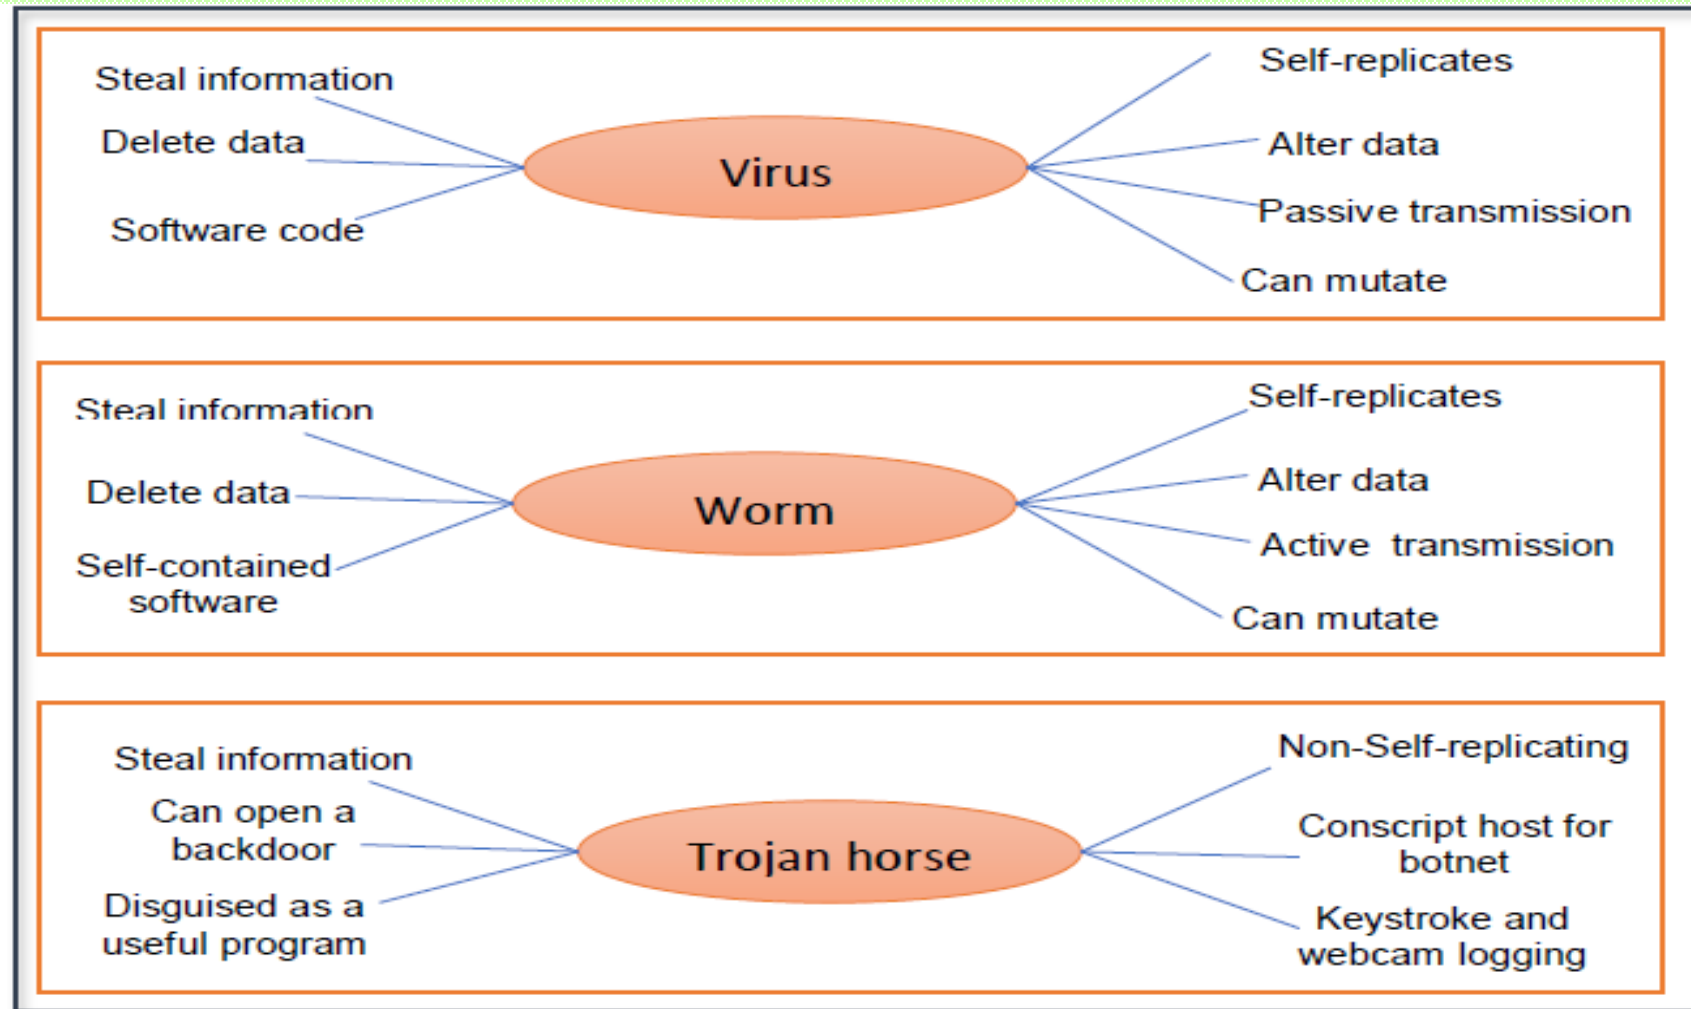 Steal information
Delete data
Software code
Virus
Self-replicates
Alter data
Passive transmission
Can mutate
Steal information
Delete data
Self-contained
software
Worm
Self-replicates
Alter data
Active transmission
Can mutate
Steal information
Can open a
backdoor
Disguised as a
useful program
Trojan horse
Non-Self-replicating
Conscript host for
botnet
Keystroke and
webcam logging